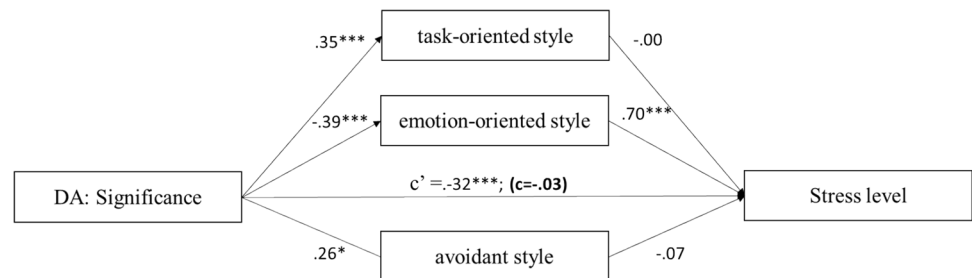 task-oriented style
.35***
-.00
emotion-oriented style
-.39***
.70***
DA: Significance
c’ =.-32***; (c=-.03)
Stress level
avoidant style
.26*
-.07